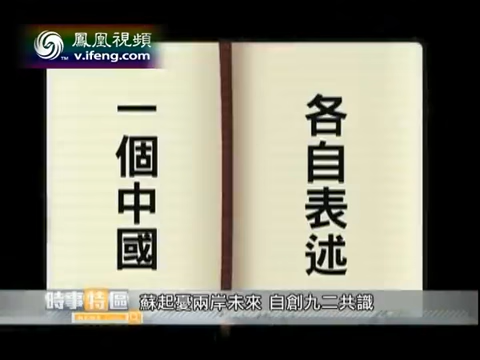 鳳凰視頻
v.ifeng.com
一個中國
各自表述
時事特區
蘇起憂兩岸未來 自創九二共識